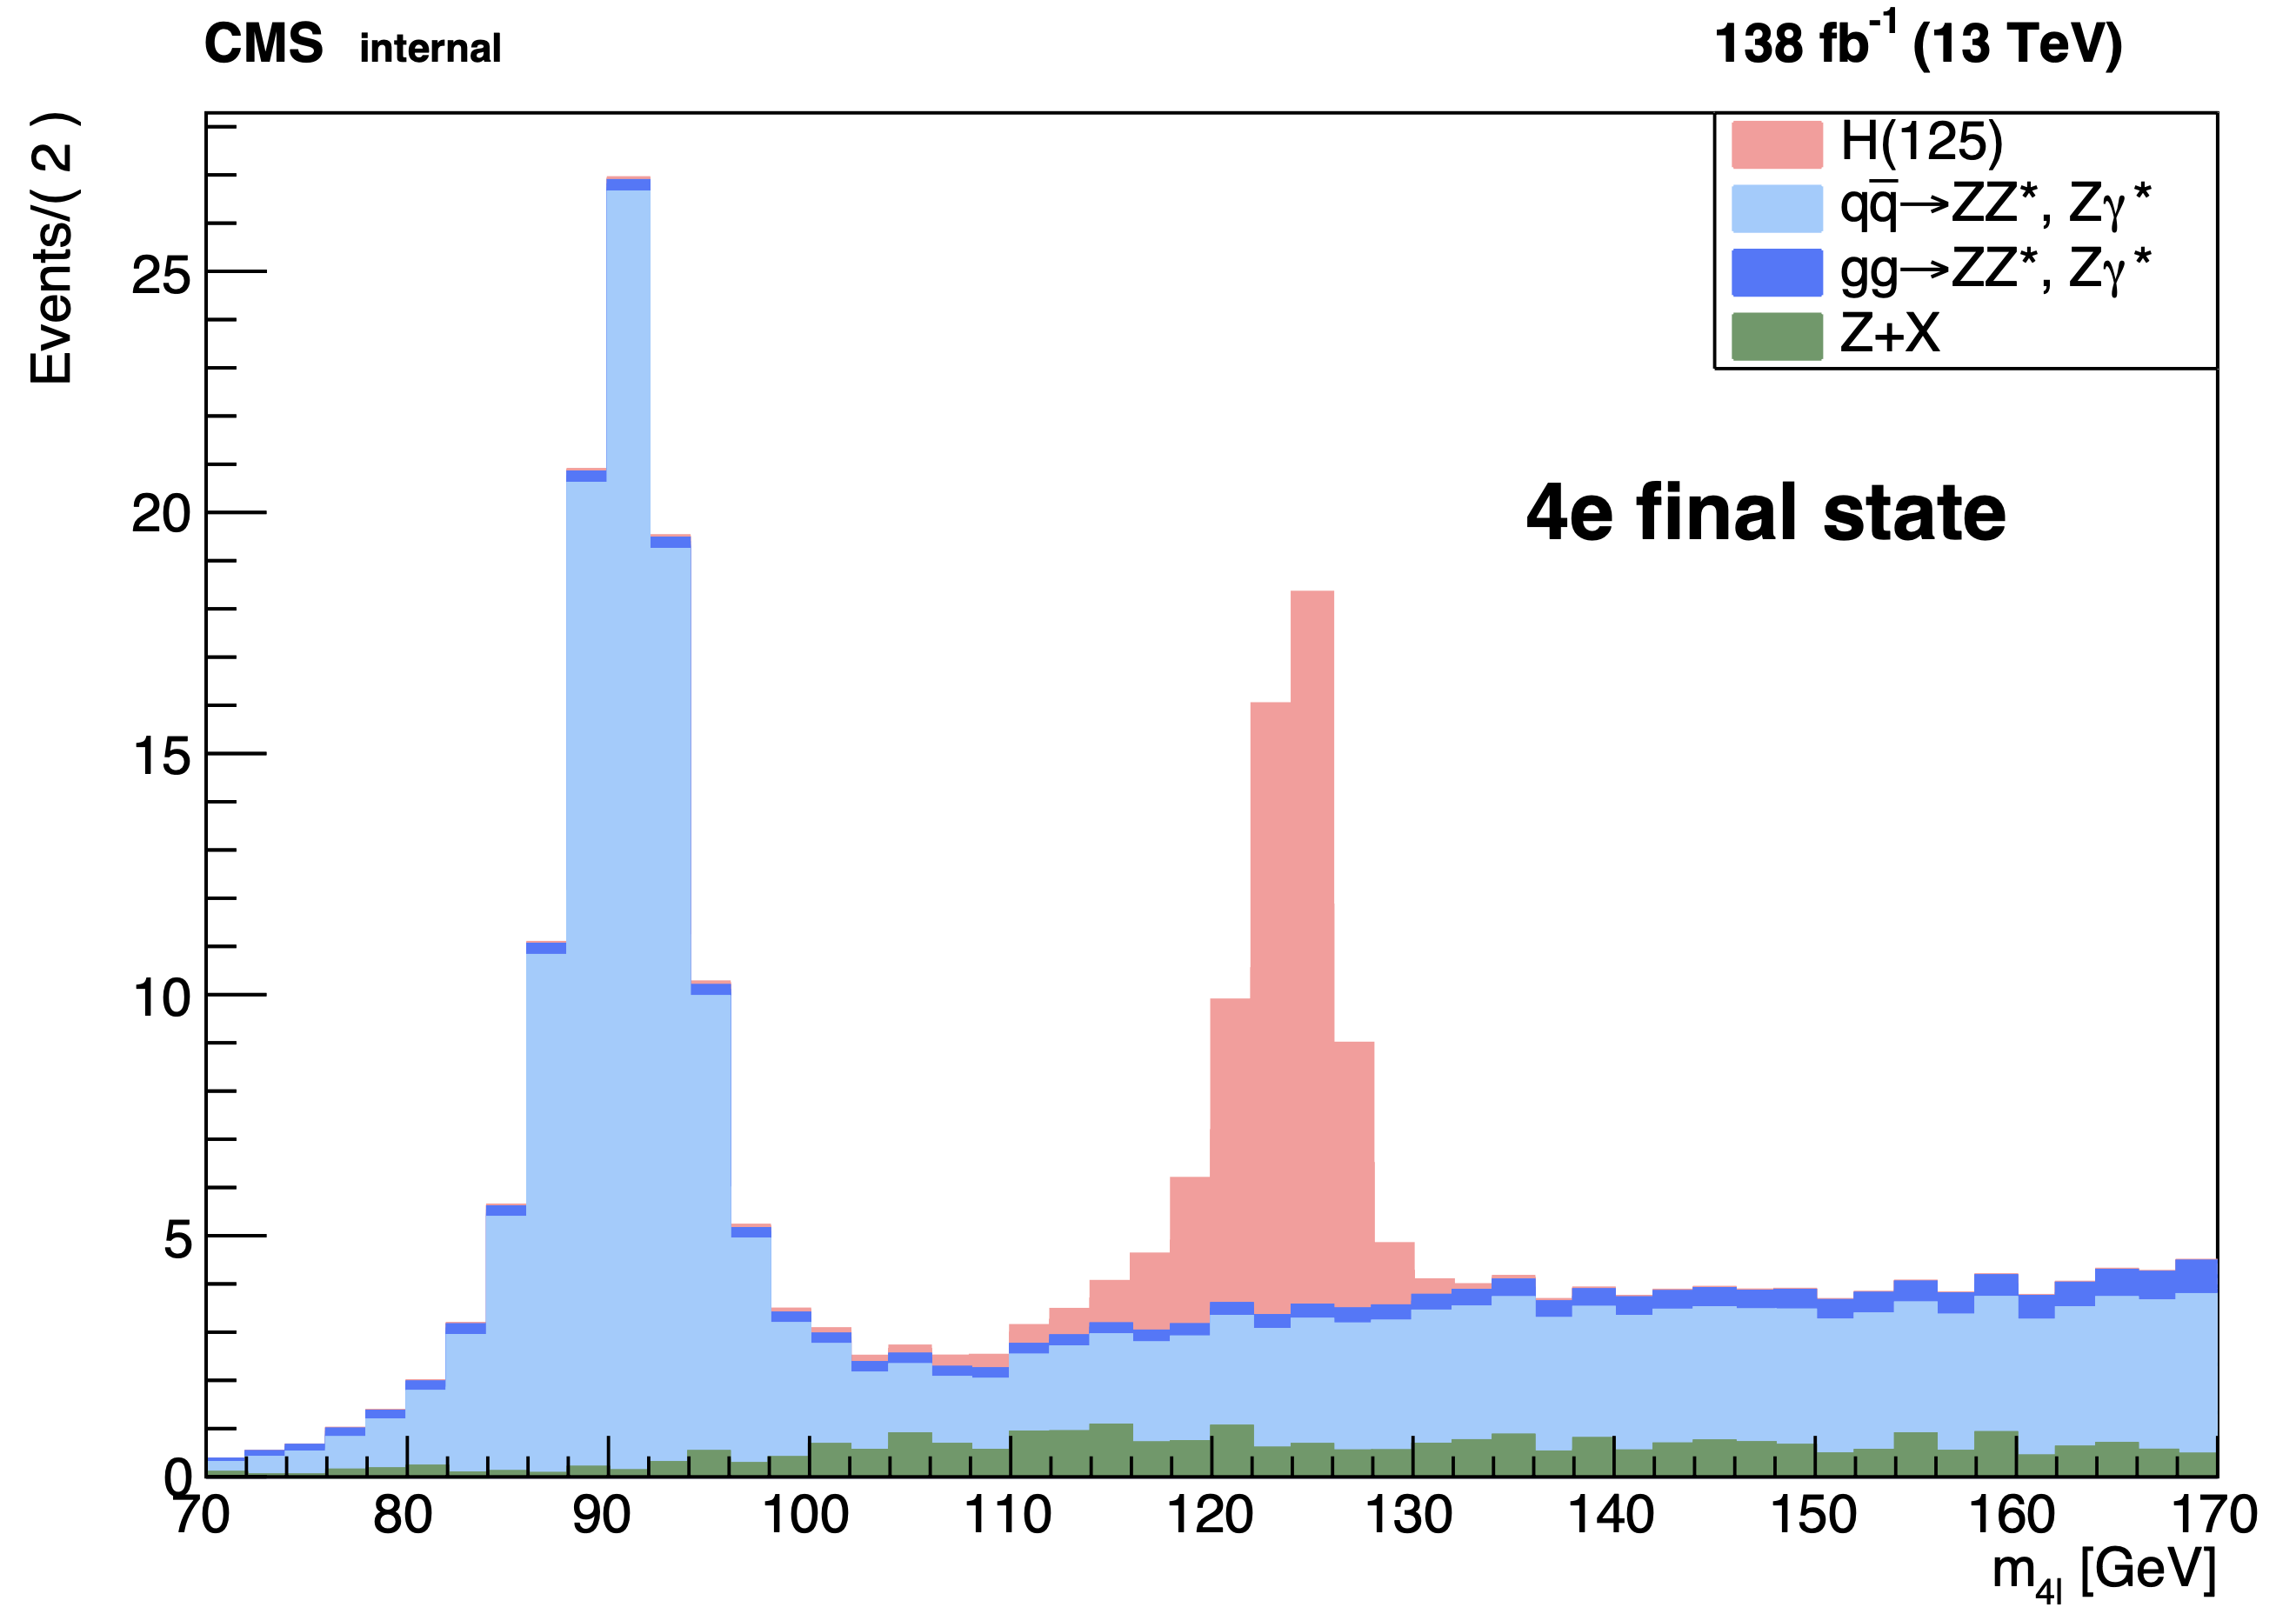 CMS internal
138 fb⁻¹ (13 TeV)
Events/( 2 )
H(125)
qq̅→ZZ*, Zγ*
gg→ZZ*, Zγ*
Z+X
4e final state
25
20
15
10
5
0
70 80 90 100 110 120 130 140 150 160 170
m₄ₗ [GeV]